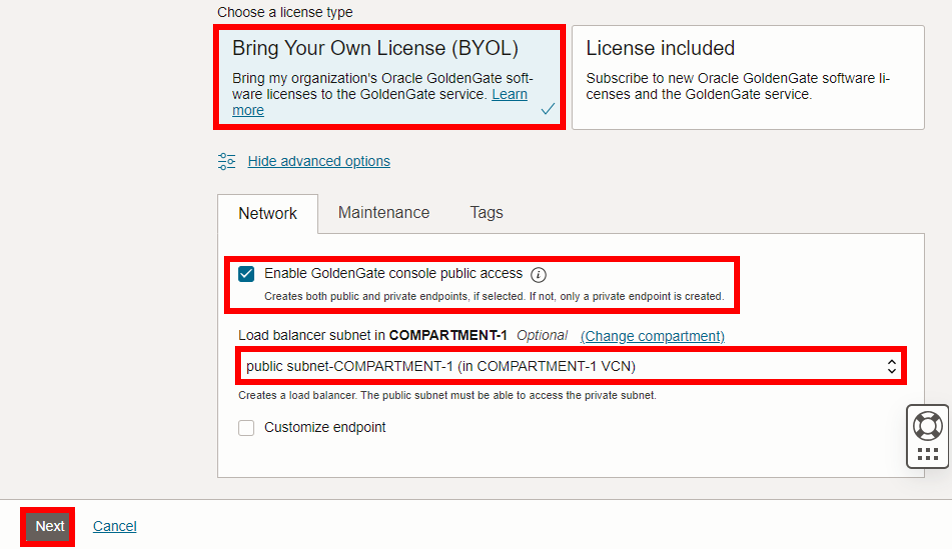 Choose a license type
Bring Your Own License (BYOL)
Bring my organization's Oracle GoldenGate soft-
ware licenses to the GoldenGate service. Learn
more
License included
Subscribe to new Oracle GoldenGate software li-
censes and the GoldenGate service.
Hide advanced options
Network
Maintenance
Tags
Enable GoldenGate console public access
Creates both public and private endpoints, if selected. If not, only a private endpoint is created.
Load balancer subnet in COMPARTMENT-1 Optional (Change compartment)
public subnet-COMPARTMENT-1 (in COMPARTMENT-1 VCN)
Creates a load balancer. The public subnet must be able to access the private subnet.
Customize endpoint
Next
Cancel